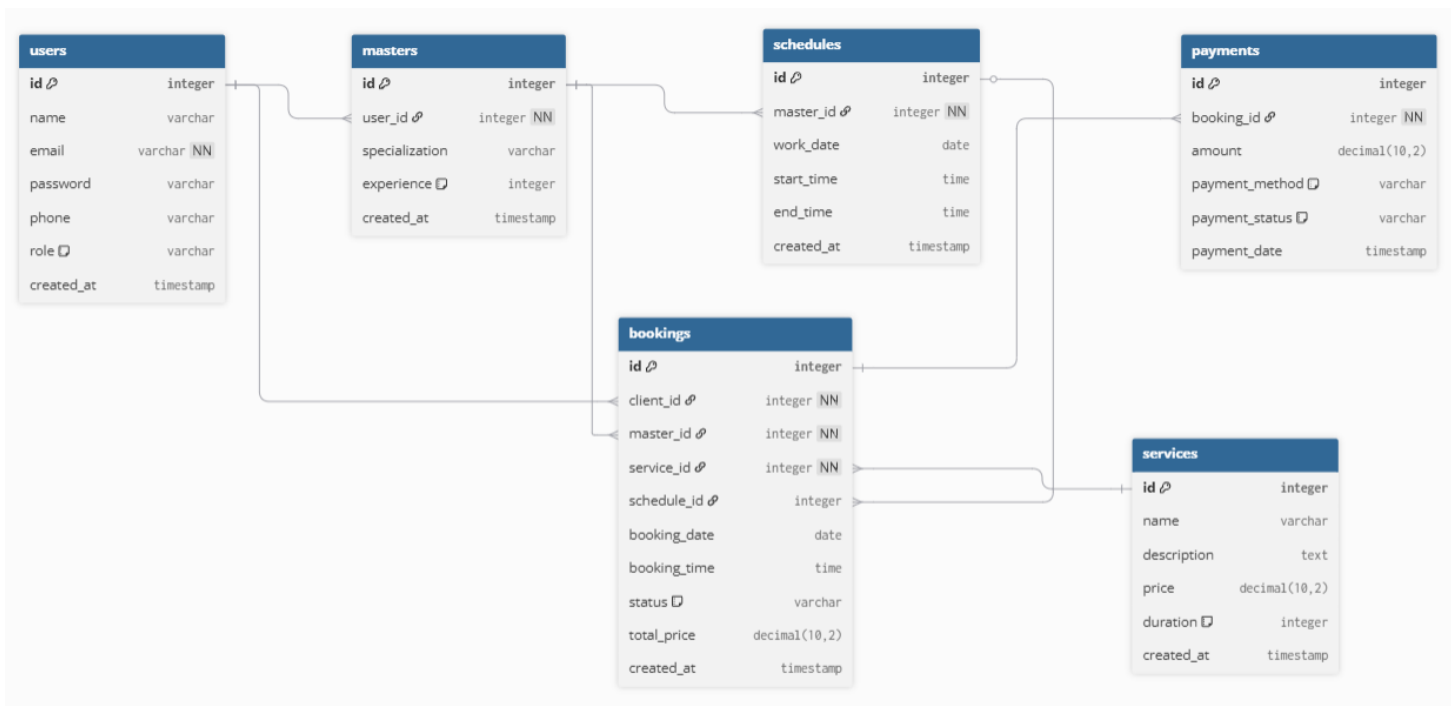 users
id integer
name varchar
email varchar NN
password varchar
phone varchar
role varchar
created_at timestamp
masters
id integer
user_id integer NN
specialization varchar
experience integer
created_at timestamp
schedules
id integer
master_id integer NN
work_date date
start_time time
end_time time
created_at timestamp
payments
id integer
booking_id integer NN
amount decimal(10,2)
payment_method varchar
payment_status varchar
payment_date timestamp
bookings
id integer
client_id integer NN
master_id integer NN
service_id integer NN
schedule_id integer
booking_date date
booking_time time
status varchar
total_price decimal(10,2)
created_at timestamp
services
id integer
name varchar
description text
price decimal(10,2)
duration integer
created_at timestamp